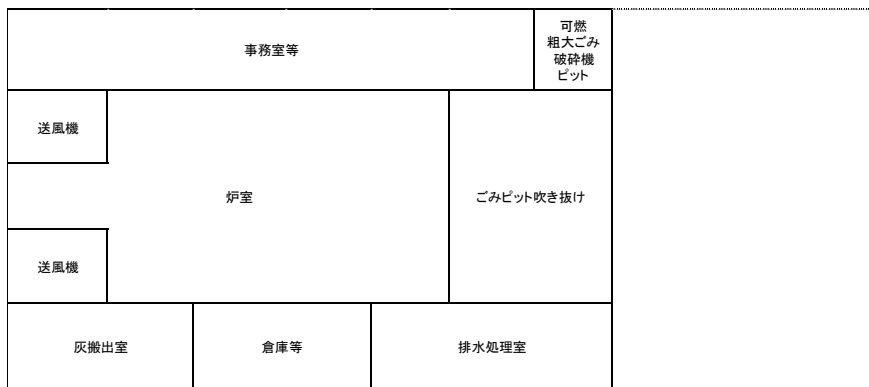 事務室等
可燃
粗大ごみ
破砕機
ピット
送風機
炉室
ごみピット吹き抜け
送風機
灰搬出室
倉庫等
排水処理室